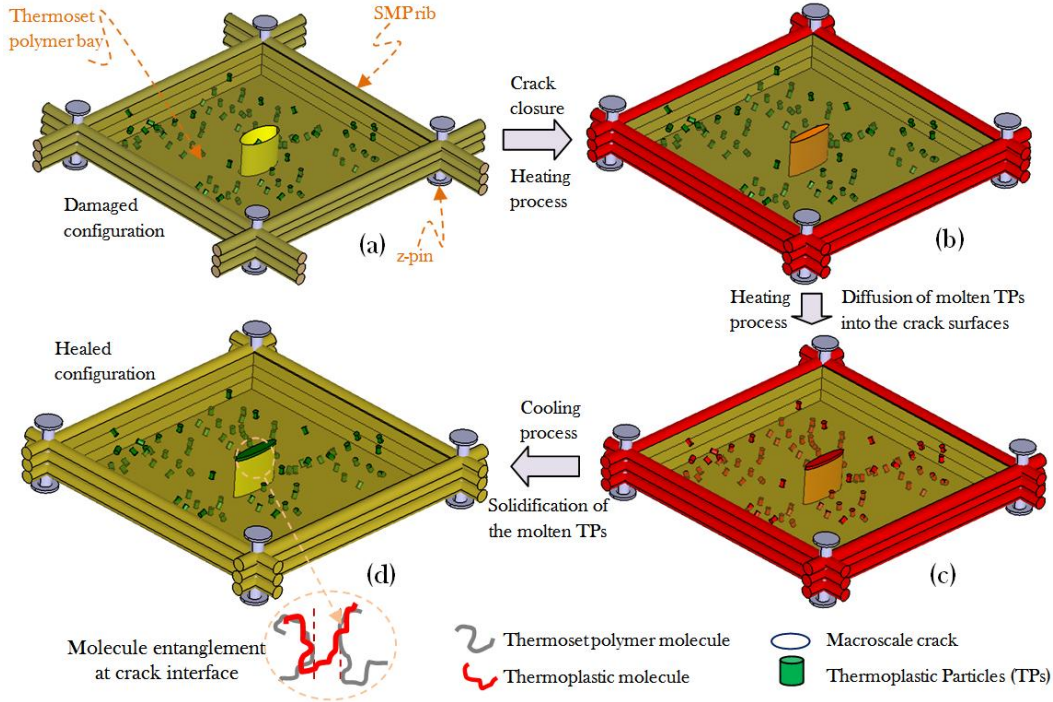 Thermoset
polymer bay
SMP rib
Damaged
configuration
(a)
z-pin
Crack
closure
Heating
process
(b)
Heating
process
Diffusion of molten TPs
into the crack surfaces
Healed
configuration
Cooling
process
Solidification of
the molten TPs
(c)
(d)
Molecule entanglement
at crack interface
Thermoset polymer molecule
Thermoplastic molecule
Macroscale crack
Thermoplastic Particles (TPs)